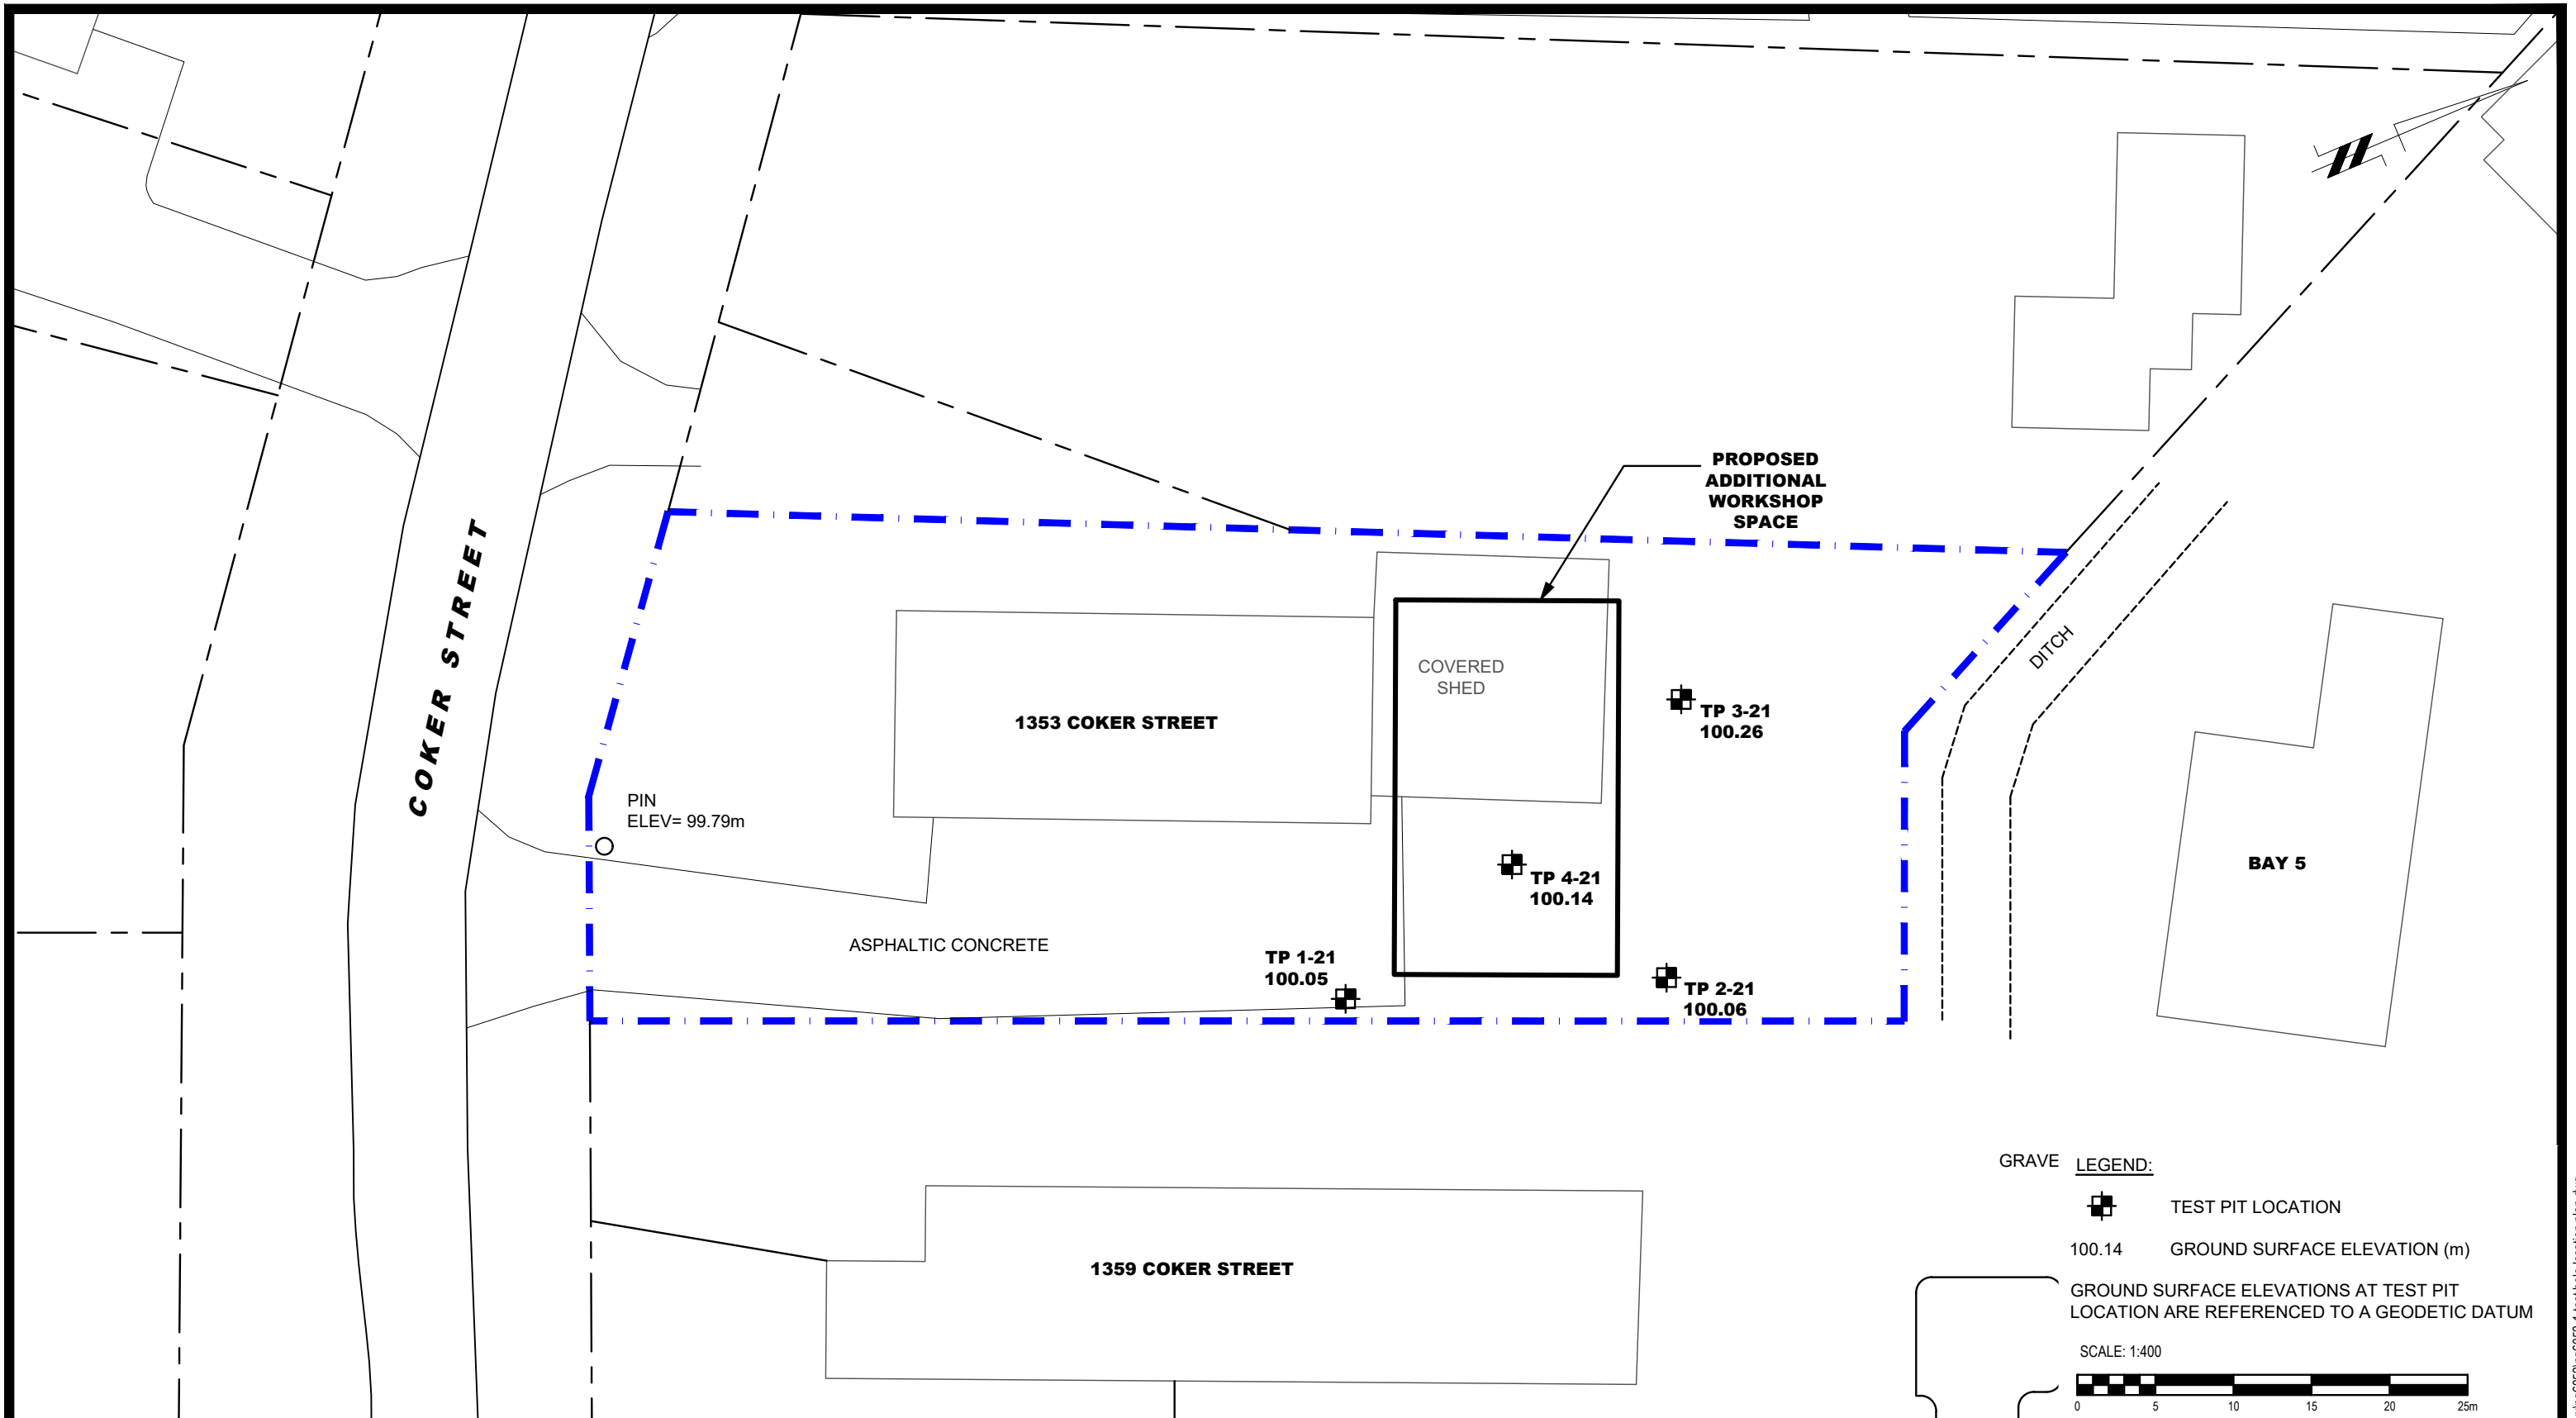 PROPOSED
ADDITIONAL
WORKSHOP
SPACE
COKER STREET
DITCH
COVERED
SHED
1353 COKER STREET
TP 3-21
100.26
PIN
ELEV= 99.79m
BAY 5
TP 4-21
100.14
ASPHALTIC CONCRETE
TP 1-21
100.05
TP 2-21
100.06
GRAVE
LEGEND:
TEST PIT LOCATION
100.14 GROUND SURFACE ELEVATION (m)
1359 COKER STREET
GROUND SURFACE ELEVATIONS AT TEST PIT
LOCATION ARE REFERENCED TO A GEODETIC DATUM
SCALE: 1:400
0 5 10 15 20 25m